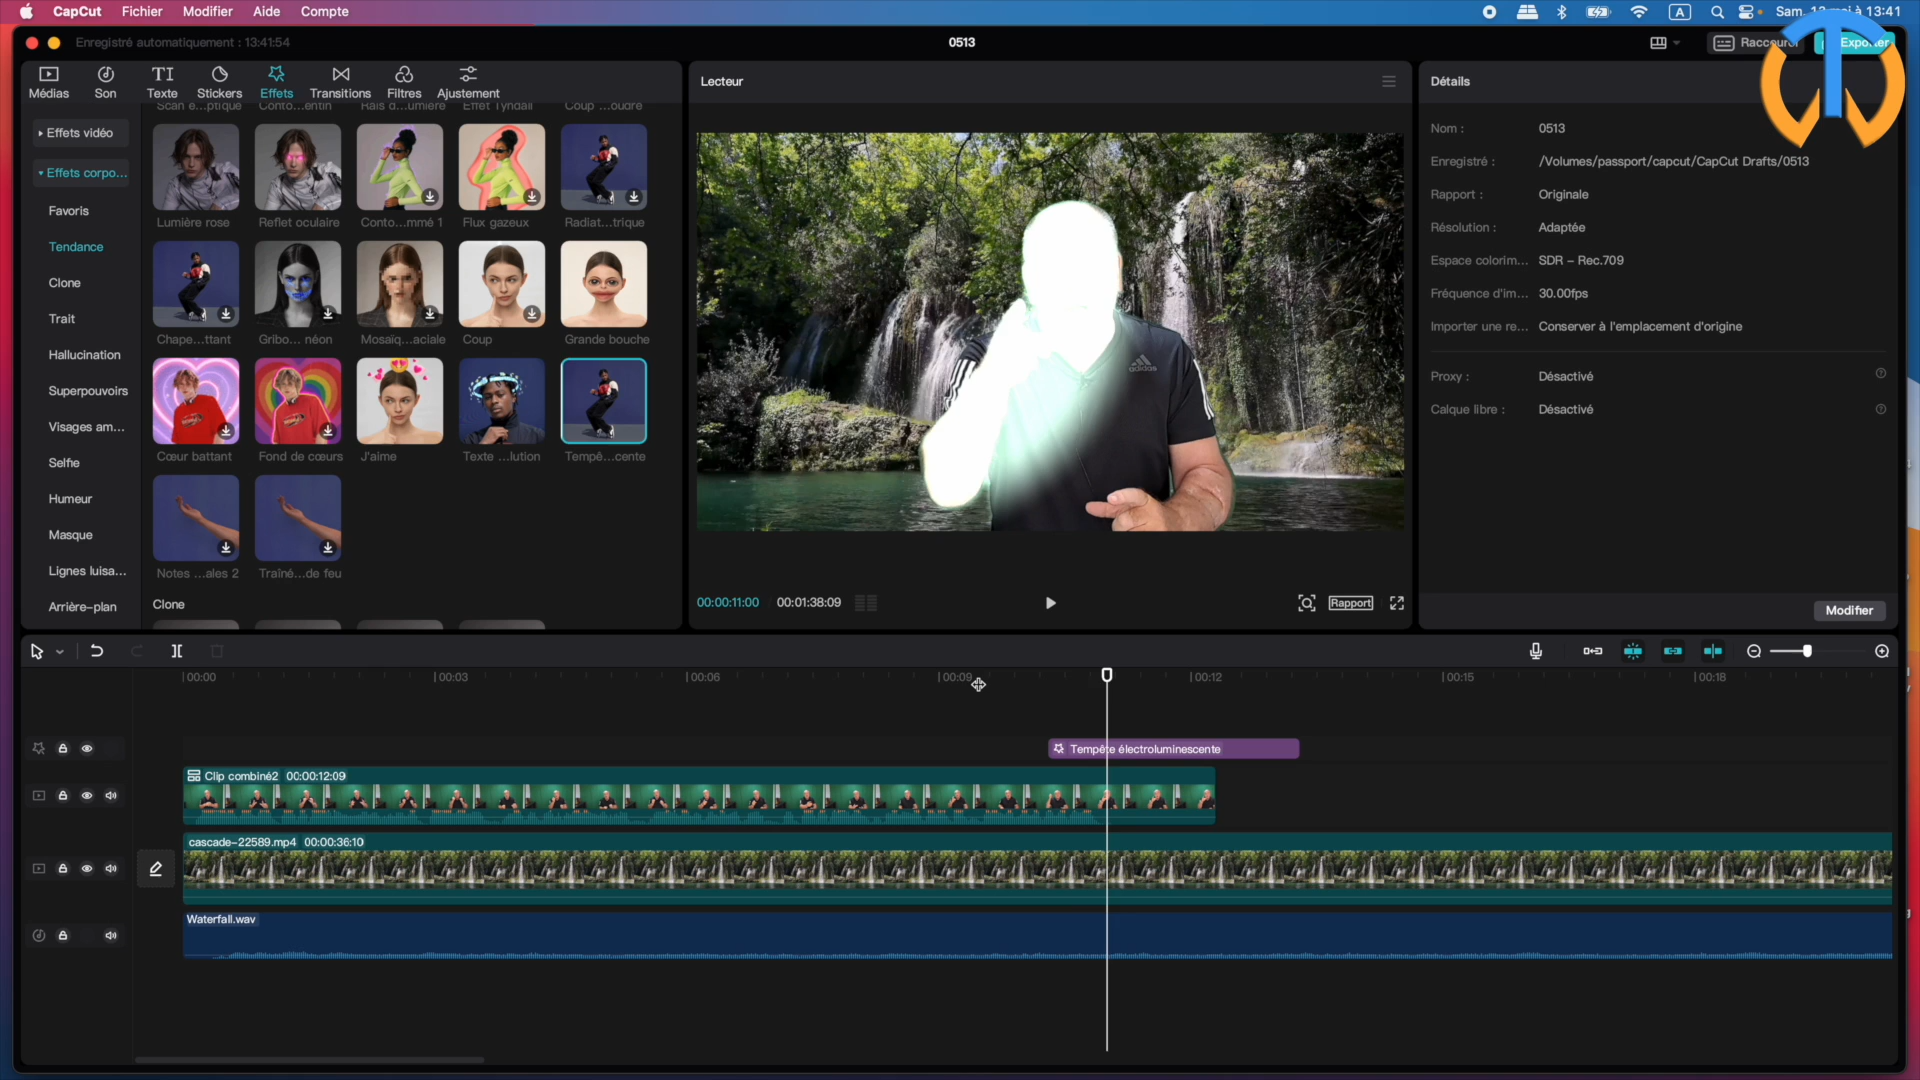 CapCut Fichier Modifier Aide Compte
Enregistré automatiquement : 13:41:54
0513
Raccourci
Exporter
Médias Son Texte Stickers Effets Transitions Filtres Ajustement
Effets vidéo
Effets corpo...
Favoris
Tendance
Clone
Trait
Hallucination
Superpouvoirs
Visages am...
Selfie
Humeur
Masque
Lignes luisa...
Arrière-plan
Lumière rose Reflet oculaire Conto...mmé 1 Flux gazeux Radiat...trique
Chape...ttant Gribo... néon Mosaïq...aciale Coup Grande bouche
Cœur battant Fond de cœurs J'aime Texte ...lution Tempê...cente
Notes ...ales 2 Traîné...de feu
Clone
Lecteur
adidas
00:00:11:00 00:01:38:09
Rapport
Détails
Nom : 0513
Enregistré : /Volumes/passport/capcut/CapCut Drafts/0513
Rapport : Originale
Résolution : Adaptée
Espace colorim... SDR – Rec.709
Fréquence d'im... 30.00fps
Importer une re... Conserver à l'emplacement d'origine
Proxy : Désactivé
Calque libre : Désactivé
Modifier
00:00 00:03 00:06 00:09 00:12 00:15 00:18
Tempête électroluminescente
Clip combiné2 00:00:12:09
cascade-22589.mp4 00:00:36:10
Waterfall.wav